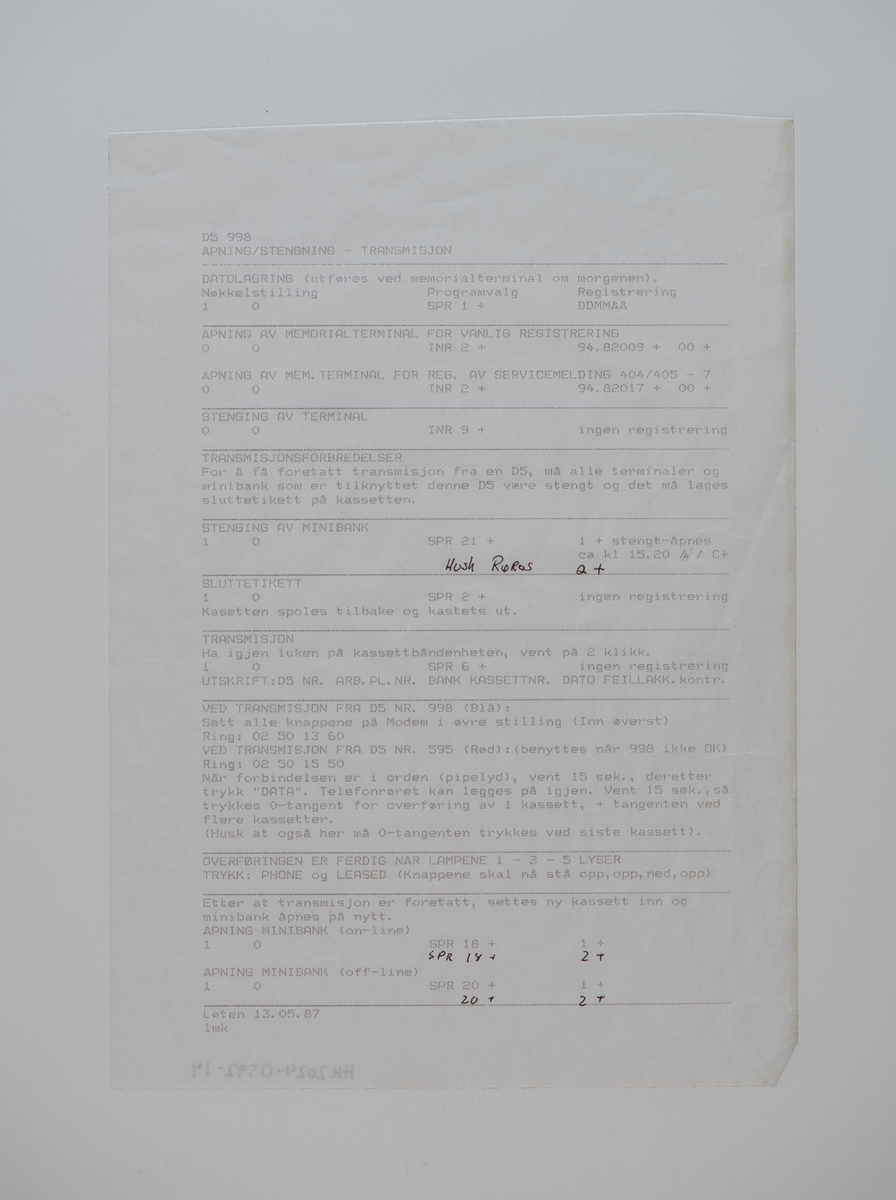 D5 998
APNING/STENGNING - TRANSMISJON
DATOLAGRING (utføres ved memorialterminal om morgenen).
Nøkkelstilling Programvalg Registrering
1 0 SPR 1 + DDMMAA
APNING AV MEMORIALTERMINAL FOR VANLIG REGISTRERING
0 0 INR 2 + 94.82009 + 00 +
APNING AV MEM.TERMINAL FOR REG. AV SERVICEMELDING 404/405 - 7
0 0 INR 2 + 94.82017 + 00 +
STENGING AV TERMINAL
0 0 INR 9 + ingen registrering
TRANSMISJONSFORBREDELSER
For å få foretatt transmisjon fra en D5, må alle terminaler og
minibank som er tilknyttet denne D5 være stengt og det må lages
sluttetikett på kassetten.
STENGING AV MINIBANK
1 0 SPR 21 + 1 + stengt-åpnes
ca kl 15.20 / C+
Husk Røros 2 +
SLUTTETIKETT
1 0 SPR 2 + ingen registrering
Kasetten spoles tilbake og kastets ut.
TRANSMISJON
Ha igjen luken på kassettbåndenheten, vent på 2 klikk.
1 0 SPR 6 + ingen registrering
UTSKRIFT:D5 NR. ARB.PL.NR. BANK KASSETTNR. DATO FEILLAKK.kontr.
VED TRANSMISJON FRA D5 NR. 998 (Blå):
Sett alle knappene på Modem i øvre stilling (Inn øverst)
Ring: 02 50 13 60
VED TRANSMISJON FRA D5 NR. 595 (Rød):(benyttes når 998 ikke OK)
Ring: 02 50 15 50
Når forbindelsen er i orden (pipelyd), vent 15 sek., deretter
trykk "DATA". Telefonrøret kan legges på igjen. Vent 15 sek.,så
trykkes 0-tangent for overføring av 1 kassett, + tangenten ved
flere kassetter.
(Husk at også her må 0-tangenten trykkes ved siste kassett).
OVERFØRINGEN ER FERDIG NAR LAMPENE 1 - 3 - 5 LYSER
TRYKK: PHONE og LEASED (Knappene skal nå stå opp,opp,ned,opp)
Etter at transmisjon er foretatt, settes ny kassett inn og
minibank åpnes på nytt.
APNING MINIBANK (on-line)
1 0 SPR 18 + 1 +
SPR 18 + 2 +
APNING MINIBANK (off-line)
1 0 SPR 20 + 1 +
20 + 2 +
Løten 13.05.87
lmk
HM2024-0592-19